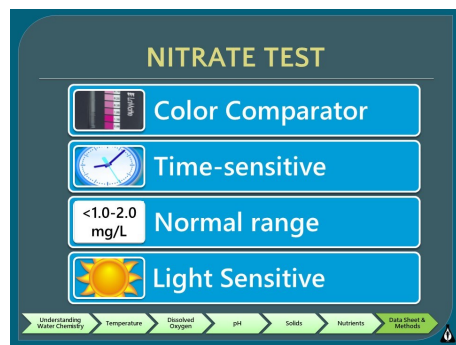 NITRATE TEST
LaMotte
Color Comparator
Time-sensitive
<1.0-2.0
mg/L
Normal range
Light Sensitive
Understanding
Water Chemistry
Temperature
Dissolved
Oxygen
pH
Solids
Nutrients
Data Sheet &
Methods